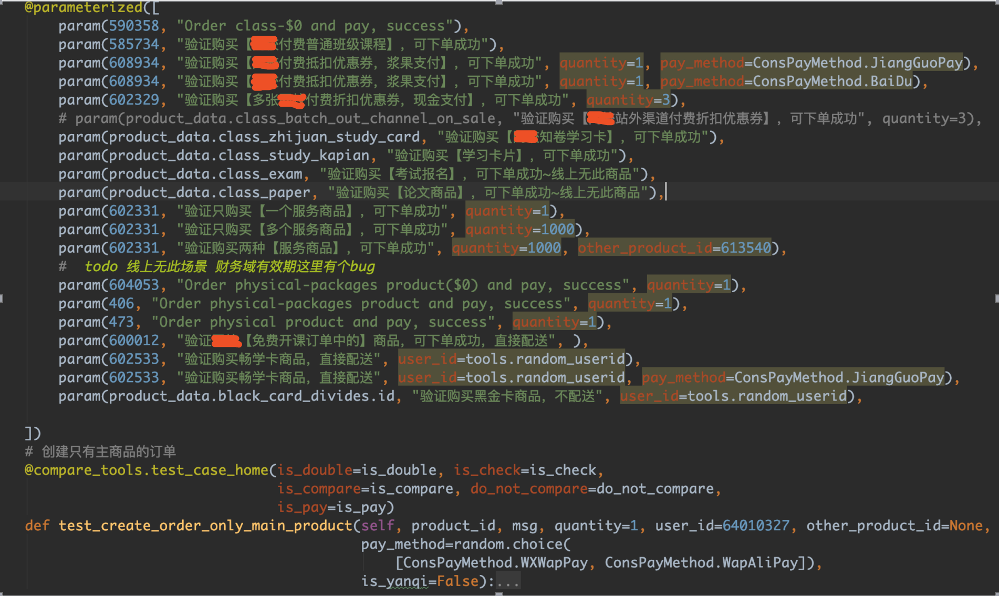 @parameterized([
    param(590358, "Order class-$0 and pay, success"),
    param(585734, "验证购买【付费普通班级课程】, 可下单成功"),
    param(608934, "验证购买【付费抵扣优惠券, 浆果支付】, 可下单成功", quantity=1, pay_method=ConsPayMethod.JiangGuoPay),
    param(608934, "验证购买【付费抵扣优惠券, 浆果支付】, 可下单成功", quantity=1, pay_method=ConsPayMethod.BaiDu),
    param(602329, "验证购买【多张付费折扣优惠券, 现金支付】, 可下单成功", quantity=3),
    # param(product_data.class_batch_out_channel_on_sale, "验证购买【站外渠道付费折扣优惠券】, 可下单成功", quantity=3),
    param(product_data.class_zhijuan_study_card, "验证购买【知卷学习卡】, 可下单成功"),
    param(product_data.class_study_kapian, "验证购买【学习卡片】, 可下单成功"),
    param(product_data.class_exam, "验证购买【考试报名】, 可下单成功~线上无此商品"),
    param(product_data.class_paper, "验证购买【论文商品】, 可下单成功~线上无此商品"),
    param(602331, "验证只购买【一个服务商品】, 可下单成功", quantity=1),
    param(602331, "验证只购买【多个服务商品】, 可下单成功", quantity=1000),
    param(602331, "验证购买两种【服务商品】, 可下单成功", quantity=1000, other_product_id=613540),
    #  todo 线上无此场景 财务域有效期这里有个bug
    param(604053, "Order physical-packages product($0) and pay, success", quantity=1),
    param(406, "Order physical-packages product and pay, success", quantity=1),
    param(473, "Order physical product and pay, success", quantity=1),
    param(600012, "验证【免费开课订单中的】商品, 可下单成功, 直接配送", ),
    param(602533, "验证购买畅学卡商品, 直接配送", user_id=tools.random_userid),
    param(602533, "验证购买畅学卡商品, 直接配送", user_id=tools.random_userid, pay_method=ConsPayMethod.JiangGuoPay),
    param(product_data.black_card_divides.id, "验证购买黑金卡商品, 不配送", user_id=tools.random_userid),
])
# 创建只有主商品的订单
@compare_tools.test_case_home(is_double=is_double, is_check=is_check,
                              is_compare=is_compare, do_not_compare=do_not_compare,
                              is_pay=is_pay)
def test_create_order_only_main_product(self, product_id, msg, quantity=1, user_id=64010327, other_product_id=None,
                                        pay_method=random.choice(
                                            [ConsPayMethod.WXWapPay, ConsPayMethod.WapAliPay]),
                                        is_yanqi=False):...